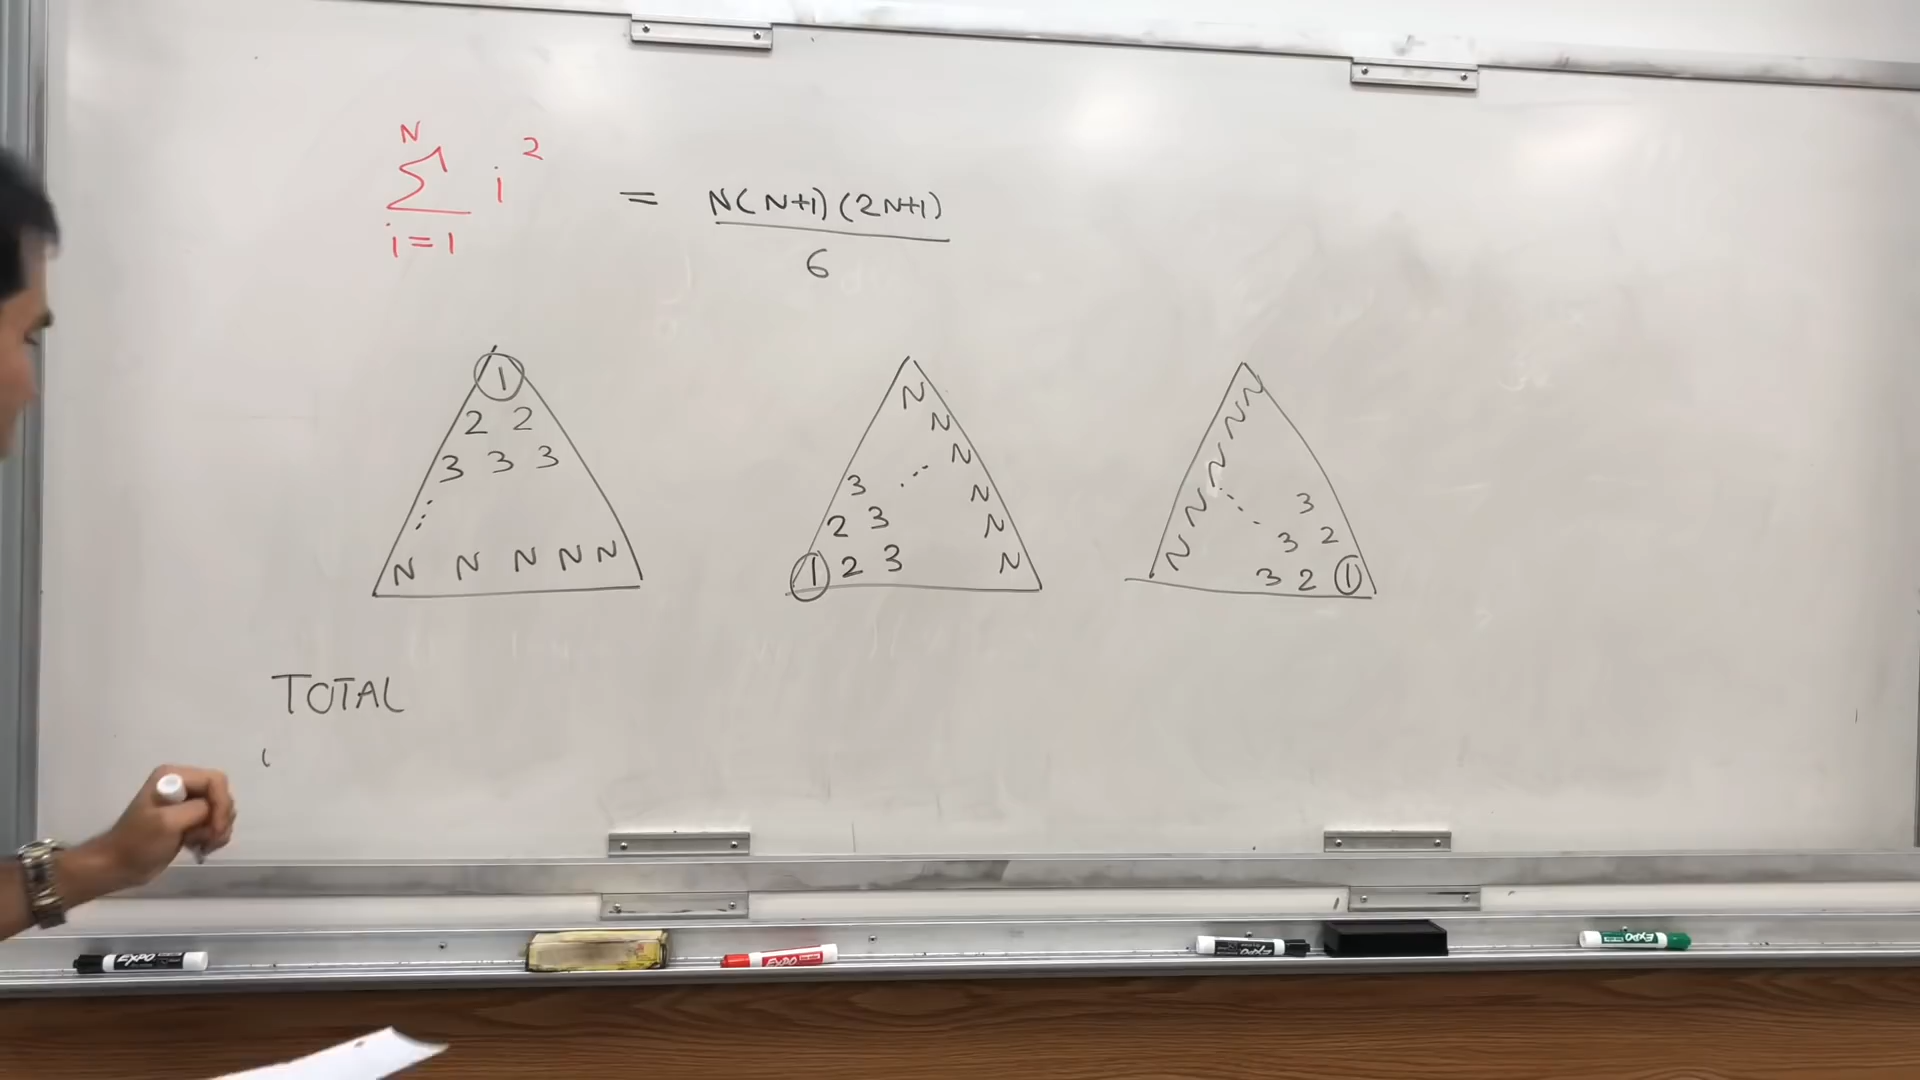 N
∑ i² = N(N+1)(2N+1)
i=1 6
1
2 2
3 3 3
⋮
N N N N N
N
N
N
3 ⋰ N
2 3 N
1 2 3 N
N
N
N
N ⋱ 3
N 3 2
3 2 1
TOTAL
(
EXPO
EXPO
EXPO
EXPO